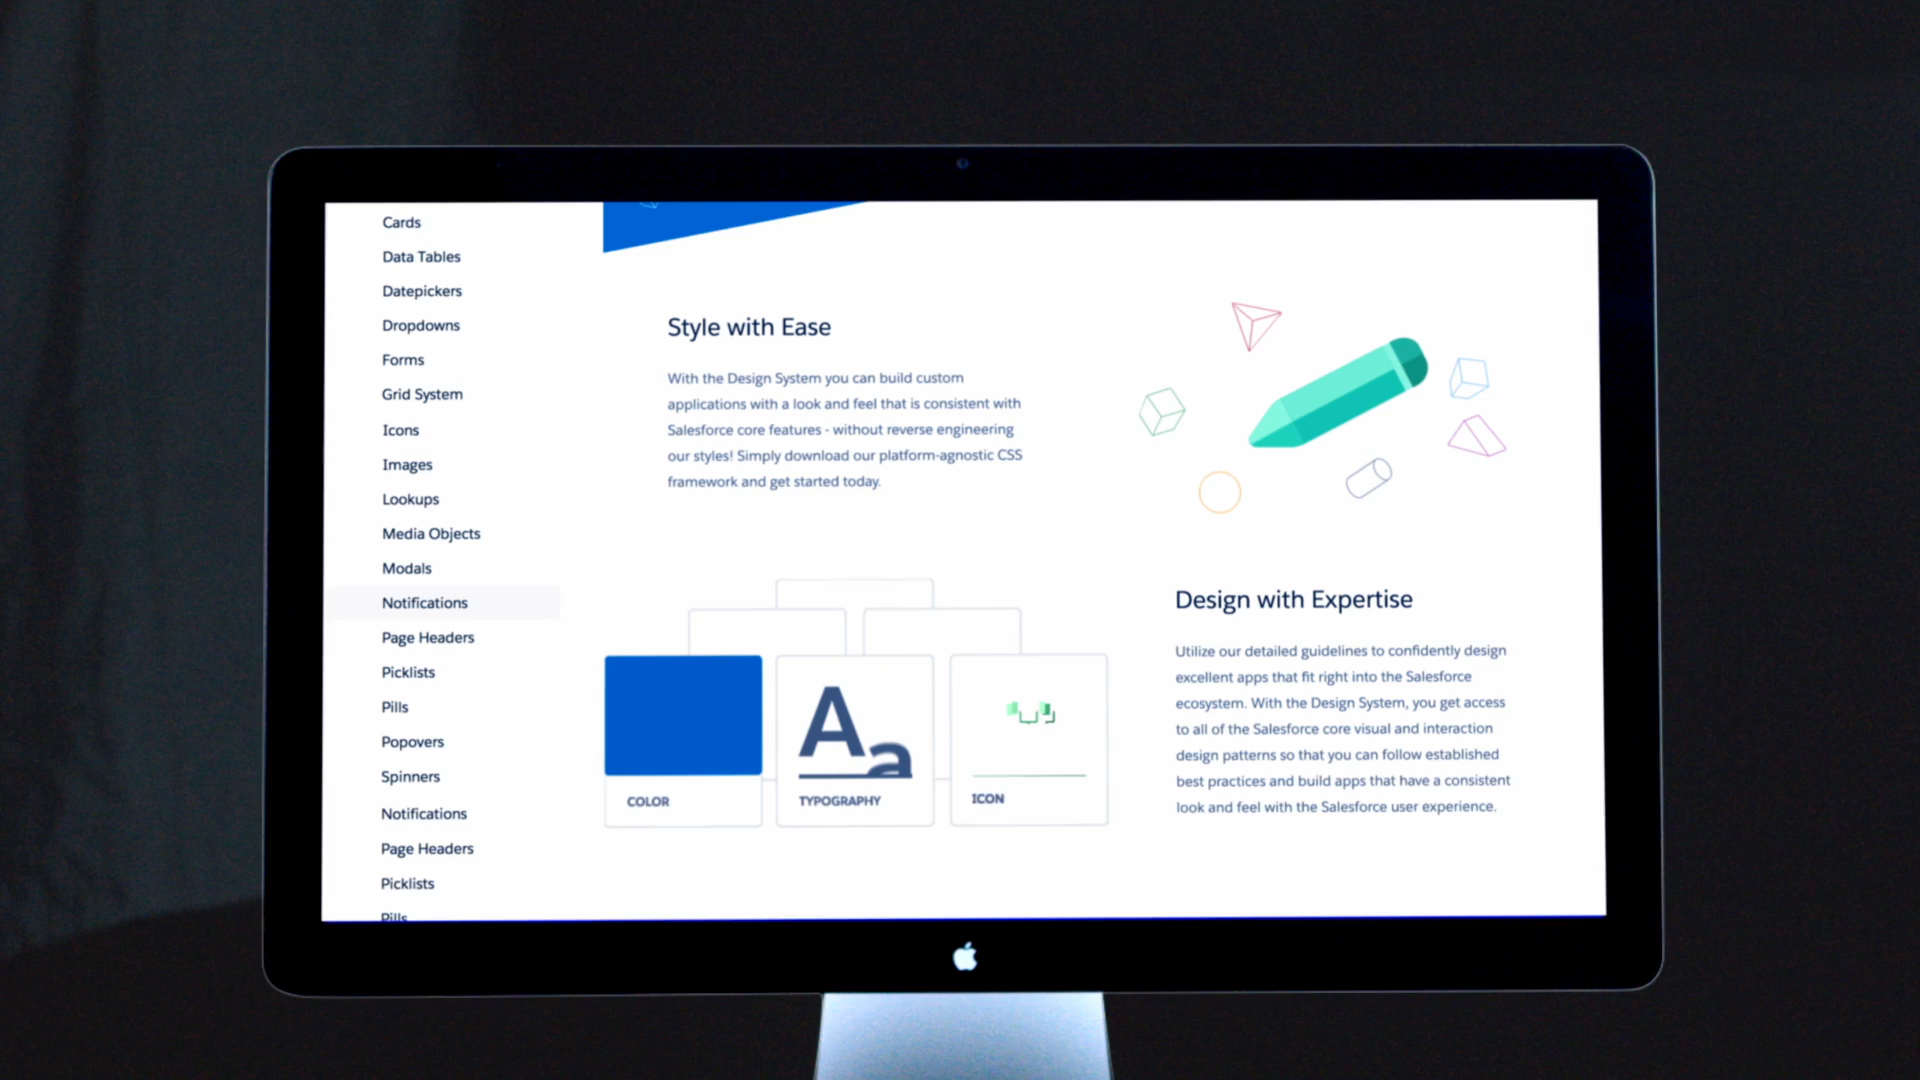 Cards
Data Tables
Datepickers
Dropdowns
Forms
Grid System
Icons
Images
Lookups
Media Objects
Modals
Notifications
Page Headers
Picklists
Pills
Popovers
Spinners
Notifications
Page Headers
Picklists
Pills
Style with Ease
With the Design System you can build custom
applications with a look and feel that is consistent with
Salesforce core features - without reverse engineering
our styles! Simply download our platform-agnostic CSS
framework and get started today.
Aa
COLOR
TYPOGRAPHY
ICON
Design with Expertise
Utilize our detailed guidelines to confidently design
excellent apps that fit right into the Salesforce
ecosystem. With the Design System, you get access
to all of the Salesforce core visual and interaction
design patterns so that you can follow established
best practices and build apps that have a consistent
look and feel with the Salesforce user experience.